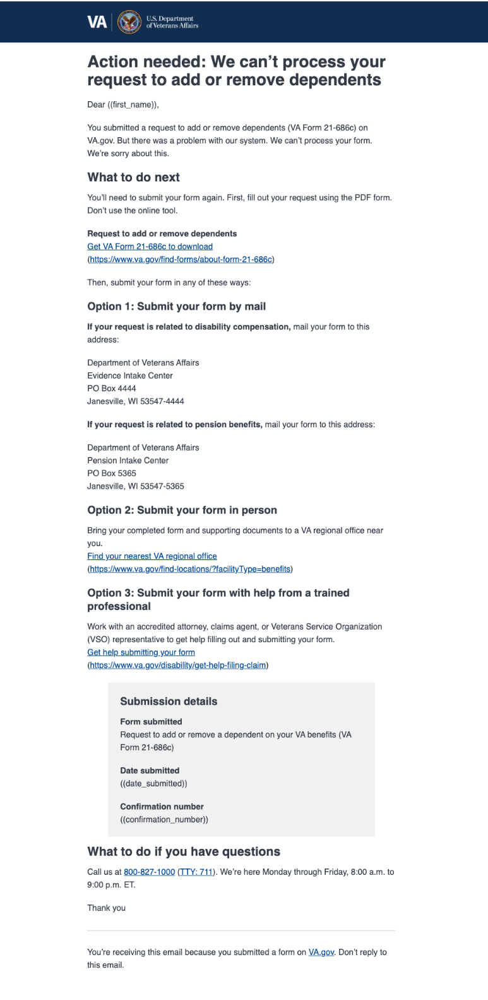 VA
U.S. Department
of Veterans Affairs
Action needed: We can’t process your
request to add or remove dependents
Dear ((first_name)),
You submitted a request to add or remove dependents (VA Form 21-686c) on
VA.gov. But there was a problem with our system. We can’t process your form.
We’re sorry about this.
What to do next
You’ll need to submit your form again. First, fill out your request using the PDF form.
Don’t use the online tool.
Request to add or remove dependents
Get VA Form 21-686c to download
(https://www.va.gov/find-forms/about-form-21-686c)
Then, submit your form in any of these ways:
Option 1: Submit your form by mail
If your request is related to disability compensation, mail your form to this
address:
Department of Veterans Affairs
Evidence Intake Center
PO Box 4444
Janesville, WI 53547-4444
If your request is related to pension benefits, mail your form to this address:
Department of Veterans Affairs
Pension Intake Center
PO Box 5365
Janesville, WI 53547-5365
Option 2: Submit your form in person
Bring your completed form and supporting documents to a VA regional office near
you.
Find your nearest VA regional office
(https://www.va.gov/find-locations/?facilityType=benefits)
Option 3: Submit your form with help from a trained
professional
Work with an accredited attorney, claims agent, or Veterans Service Organization
(VSO) representative to get help filling out and submitting your form.
Get help submitting your form
(https://www.va.gov/disability/get-help-filing-claim)
Submission details
Form submitted
Request to add or remove a dependent on your VA benefits (VA
Form 21-686c)
Date submitted
((date_submitted))
Confirmation number
((confirmation_number))
What to do if you have questions
Call us at 800-827-1000 (TTY: 711). We’re here Monday through Friday, 8:00 a.m. to
9:00 p.m. ET.
Thank you
You’re receiving this email because you submitted a form on VA.gov. Don’t reply to
this email.